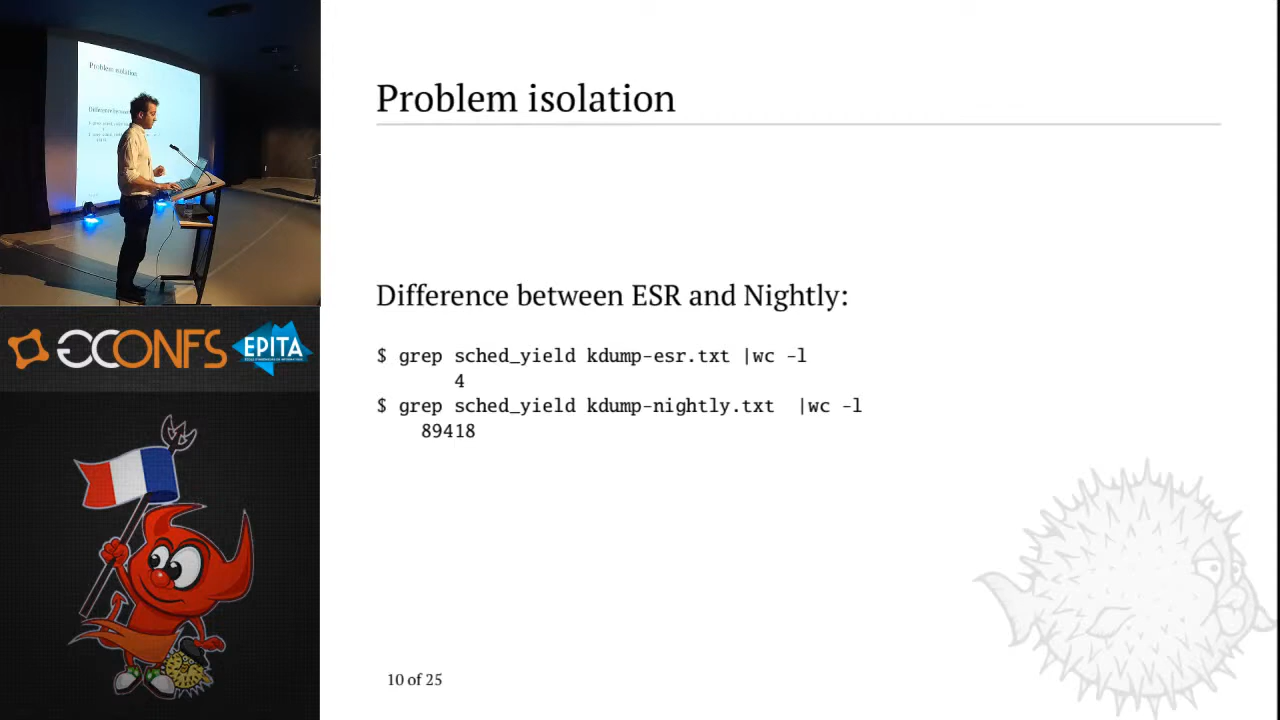 Problem isolation
Problem isolation
Difference between ESR and Nightly:
$ grep sched_yield kdump-esr.txt |wc -l
4
$ grep sched_yield kdump-nightly.txt  |wc -l
89418
GCONFS
EPITA
10 of 25